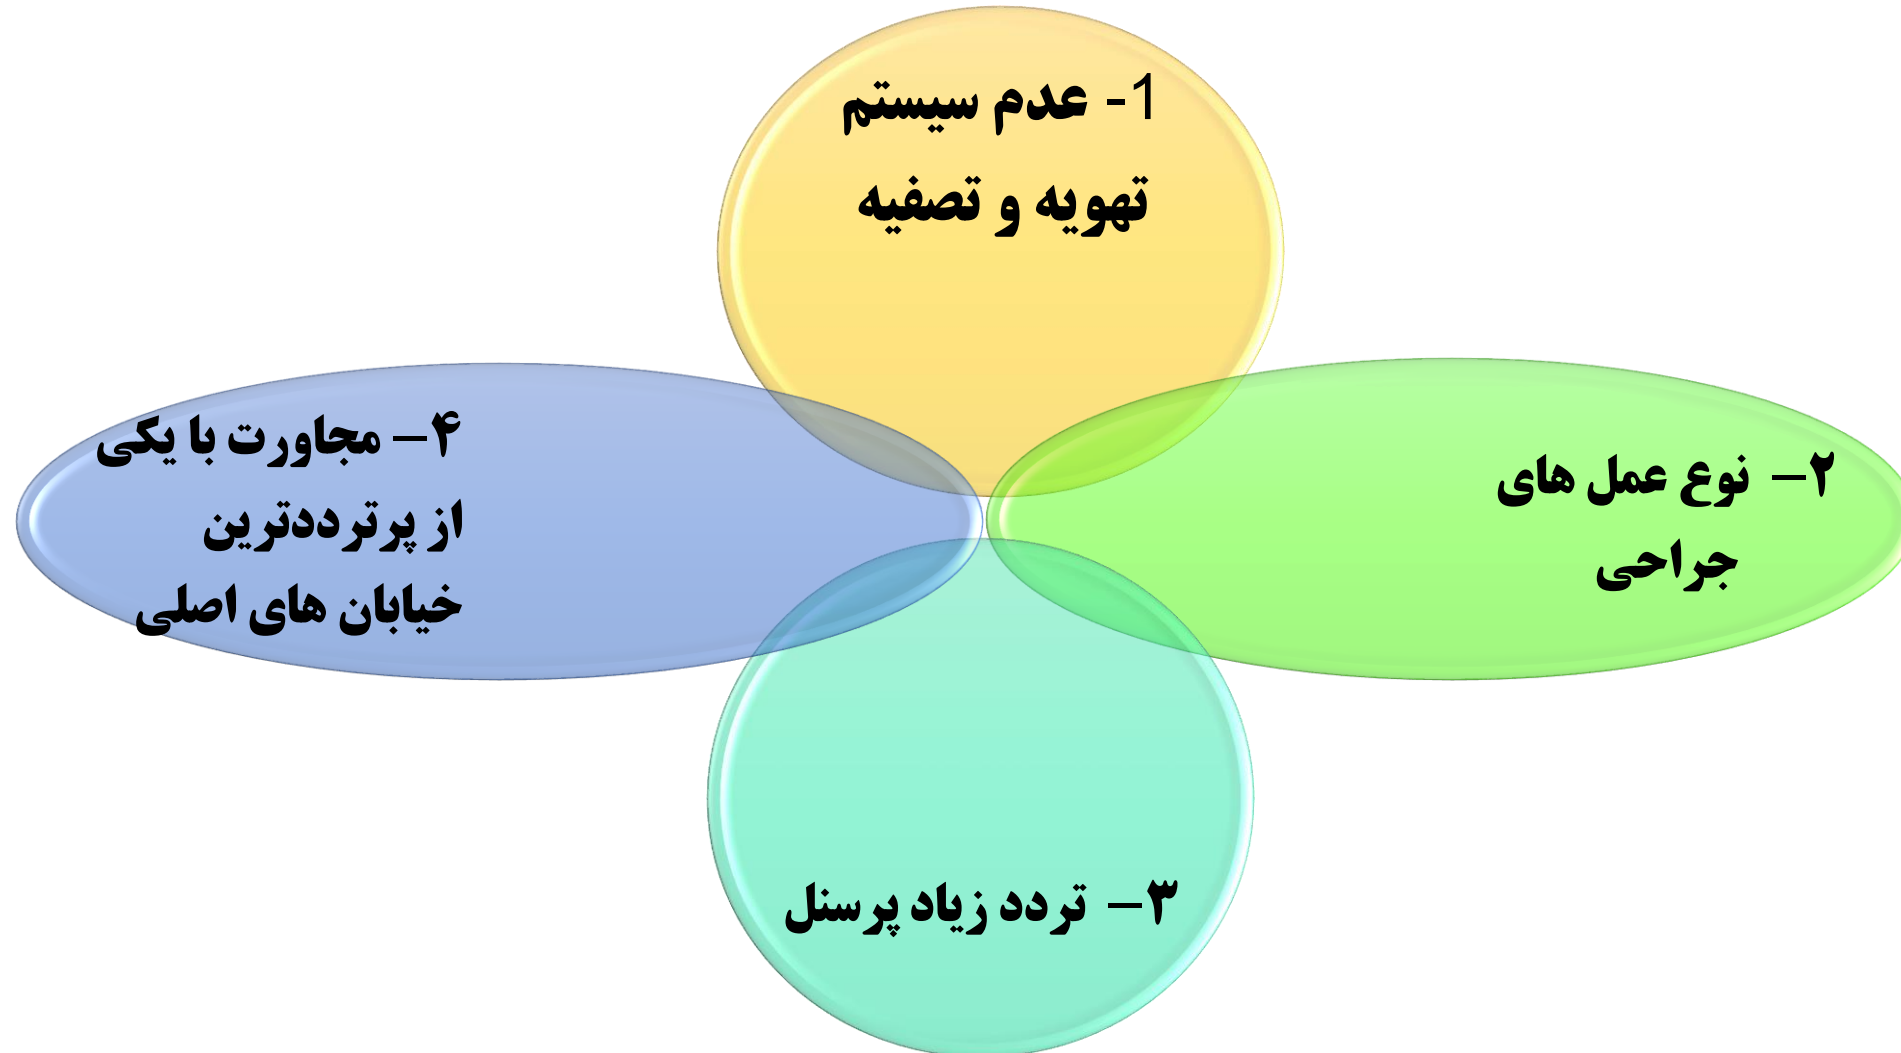 1- عدم سیستم
تهویه و تصفیه
۲- نوع عمل های
جراحی
۳- تردد زیاد پرسنل
۴- مجاورت با یکی
از پرترددترین
خیابان های اصلی